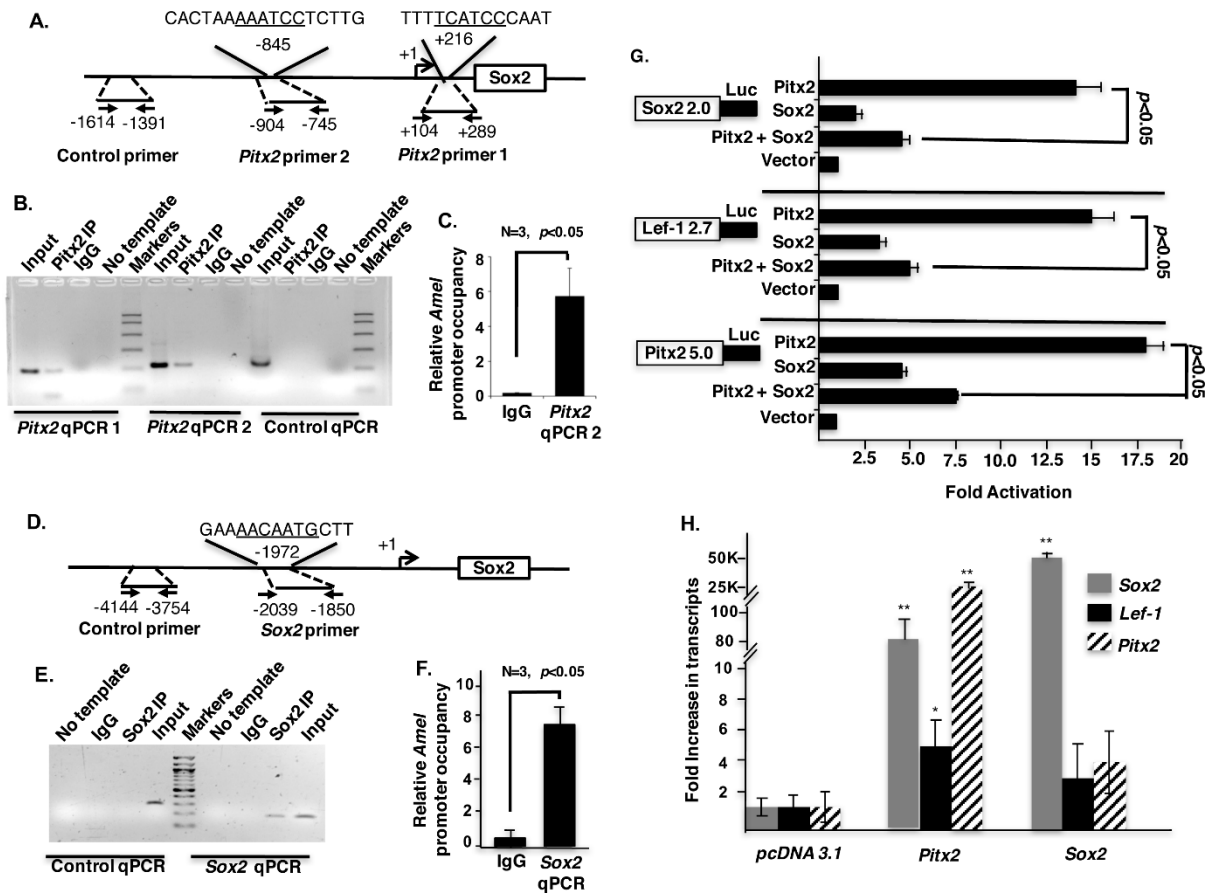 A.
CACTAAAAATCCTCTTG
TTTTCATCCCAAT
-845
+216
+1
Sox2
-1614
-1391
-904
-745
+104
+289
Control primer
Pitx2 primer 2
Pitx2 primer 1
B.
Input
Pitx2 IP
IgG
No template
Markers
Input
Pitx2 IP
IgG
No template
Input
Pitx2 IP
IgG
No template
Markers
Pitx2 qPCR 1
Pitx2 qPCR 2
Control qPCR
C.
N=3, p<0.05
Relative Amel
promoter occupancy
8
6
4
2
0
IgG
Pitx2
qPCR 2
D.
GAAAACAATGCTT
-1972
+1
Sox2
-4144
-3754
-2039
-1850
Control primer
Sox2 primer
E.
No template
IgG
Sox2 IP
Input
Markers
No template
IgG
Sox2 IP
Input
Control qPCR
Sox2 qPCR
F.
N=3, p<0.05
Relative Amel
promoter occupancy
10
8
6
4
2
0
IgG
Sox2
qPCR
G.
Luc
Sox2 2.0
Pitx2
Sox2
Pitx2 + Sox2
Vector
p<0.05
Luc
Lef-1 2.7
Pitx2
Sox2
Pitx2 + Sox2
Vector
p<0.05
Luc
Pitx2 5.0
Pitx2
Sox2
Pitx2 + Sox2
Vector
p<0.05
2.5 5.0 7.5 10.0 12.5 15 17.5 20
Fold Activation
H.
Fold Increase in transcripts
50K
25K
100
80
10
8
6
4
2
**
*
**
**
Sox2
Lef-1
Pitx2
pcDNA 3.1
Pitx2
Sox2